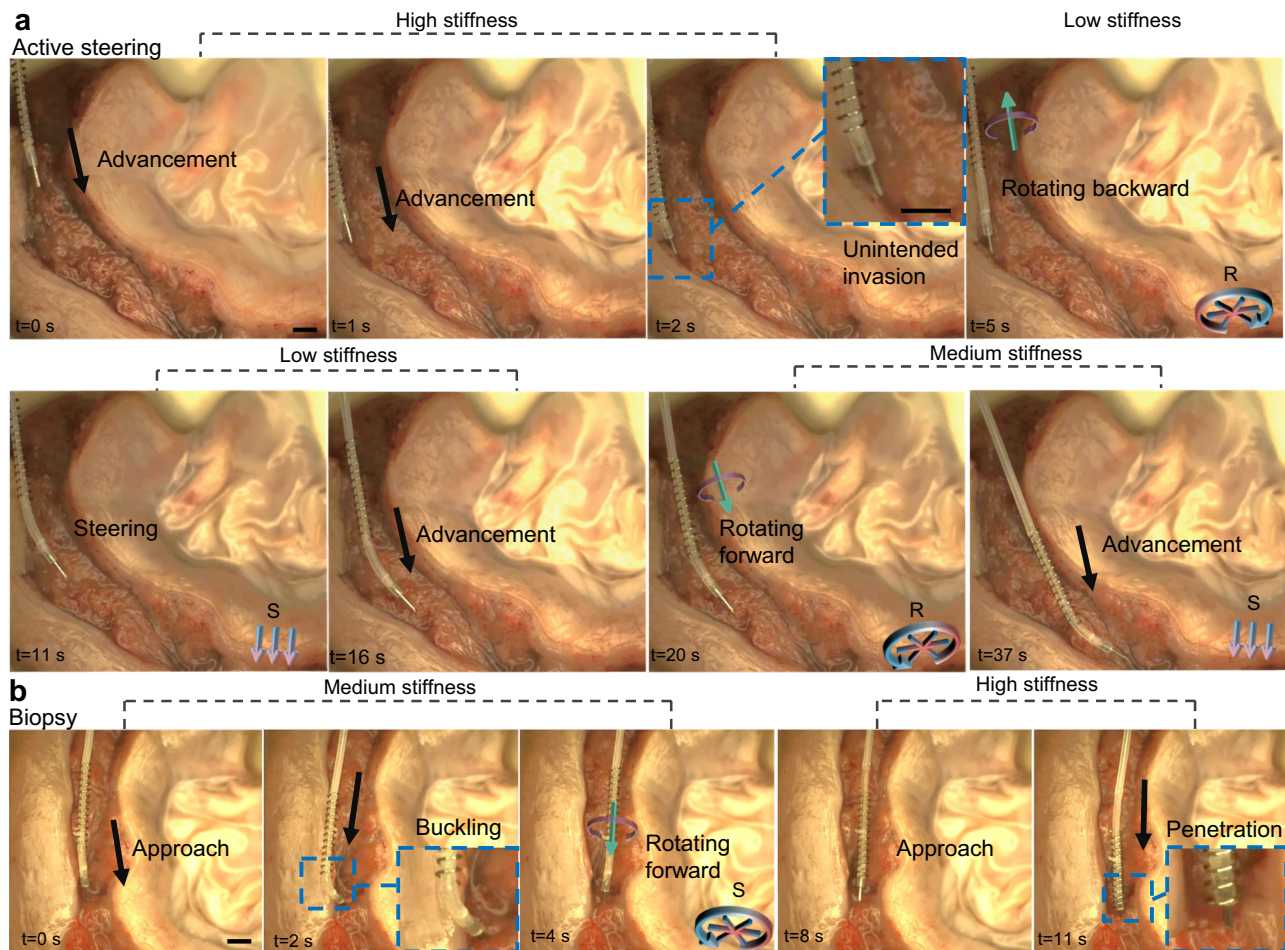 a
High stiffness
Low stiffness
Active steering
Advancement
Advancement
Unintended
invasion
Rotating backward
R
t=0 s
t=1 s
t=2 s
t=5 s
Low stiffness
Medium stiffness
Steering
Advancement
Rotating
forward
Advancement
S
R
S
t=11 s
t=16 s
t=20 s
t=37 s
b
Medium stiffness
High stiffness
Biopsy
Approach
Buckling
Rotating
forward
Approach
Penetration
S
t=0 s
t=2 s
t=4 s
t=8 s
t=11 s